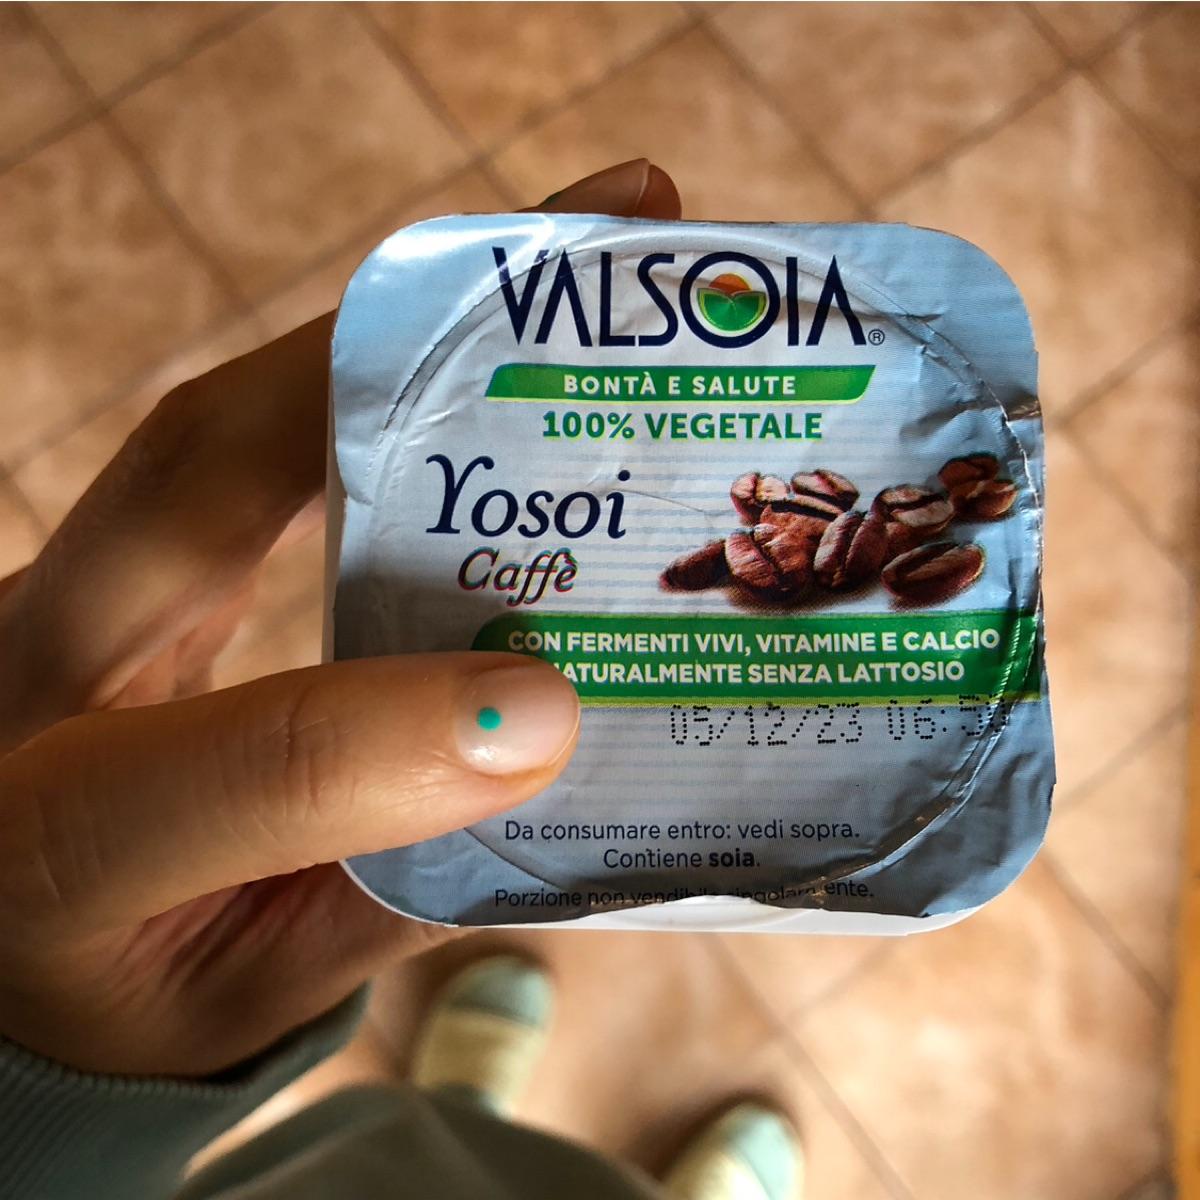 VALSOIA®
BONTÀ E SALUTE
100% VEGETALE
Yosoi
Caffè
CON FERMENTI VIVI, VITAMINE E CALCIO
SENZA LATTOSIO
05/12/23
Da consumare entro: vedi sopra.
Contiene soia.
Porzione non